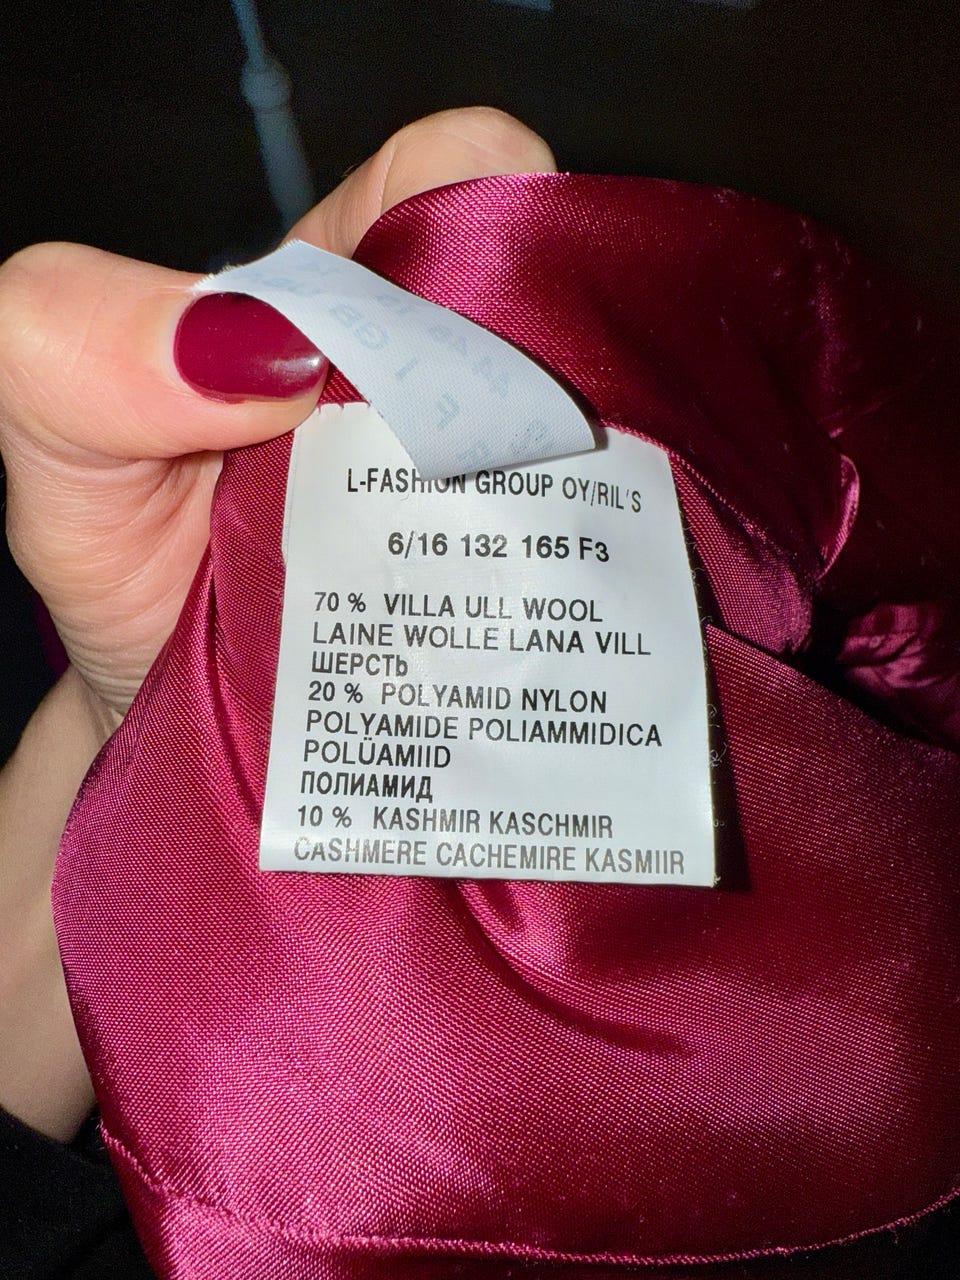 L-FASHION GROUP OY/RIL'S
6/16 132 165 F3
70 % VILLA ULL WOOL
LAINE WOLLE LANA VILL
ШЕРСТЬ
20 % POLYAMID NYLON
POLYAMIDE POLIAMMIDICA
POLÜAMIID
ПОЛИАМИД
10 % KASHMIR KASCHMIR
CASHMERE CACHEMIRE KASMIIR